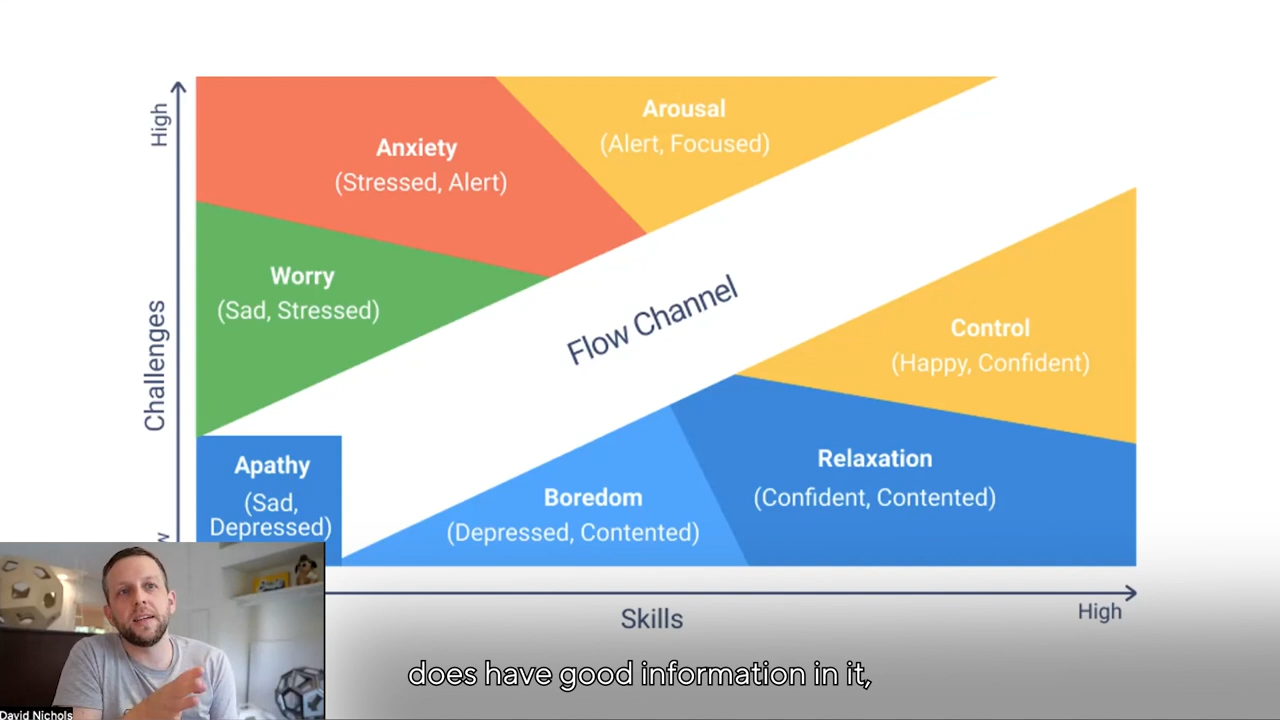 High
Challenges
Anxiety
(Stressed, Alert)
Arousal
(Alert, Focused)
Worry
(Sad, Stressed)
Flow Channel
Control
(Happy, Confident)
Apathy
(Sad,
Depressed)
Boredom
(Depressed, Contented)
Relaxation
(Confident, Contented)
Skills
High
does have good information in it,
David Nichols